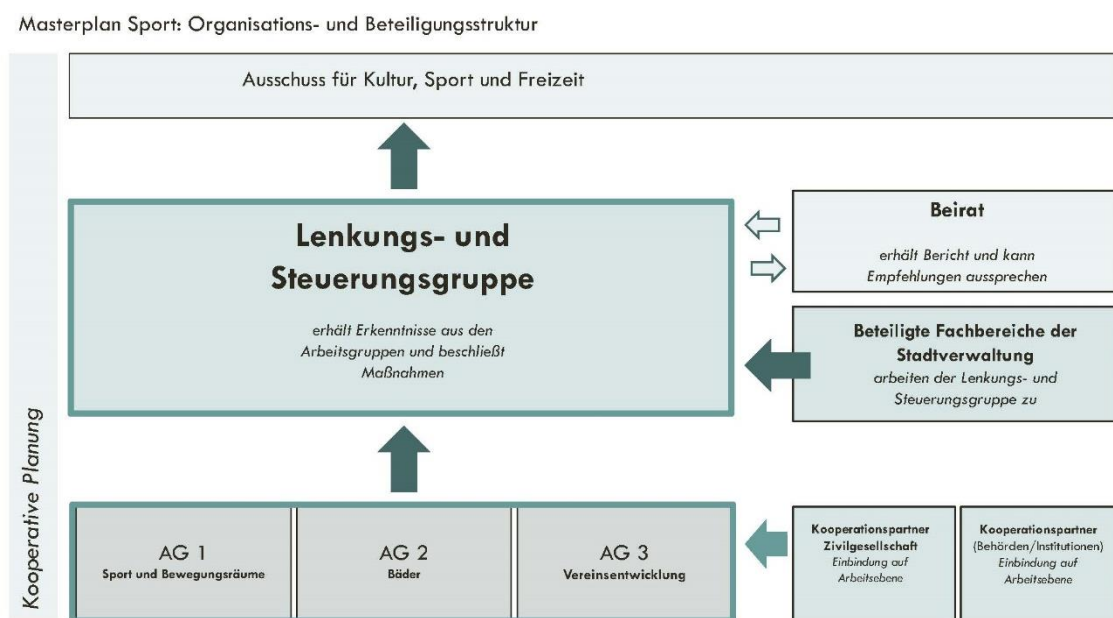 Masterplan Sport: Organisations- und Beteiligungsstruktur
Ausschuss für Kultur, Sport und Freizeit
Lenkungs- und
Steuerungsgruppe
erhält Erkenntnisse aus den
Arbeitsgruppen und beschließt
Maßnahmen
Beirat
erhält Bericht und kann
Empfehlungen aussprechen
Beteiligte Fachbereiche der
Stadtverwaltung
arbeiten der Lenkungs- und
Steuerungsgruppe zu
Kooperative Planung
AG 1
Sport und Bewegungsräume
AG 2
Bäder
AG 3
Vereinsentwicklung
Kooperationspartner
Zivilgesellschaft
Einbindung auf
Arbeitsebene
Kooperationspartner
(Behörden/Institutionen)
Einbindung auf
Arbeitsebene